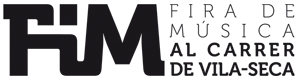 FiM
FIRA DE
MÚSICA
AL CARRER
DE VILA-SECA